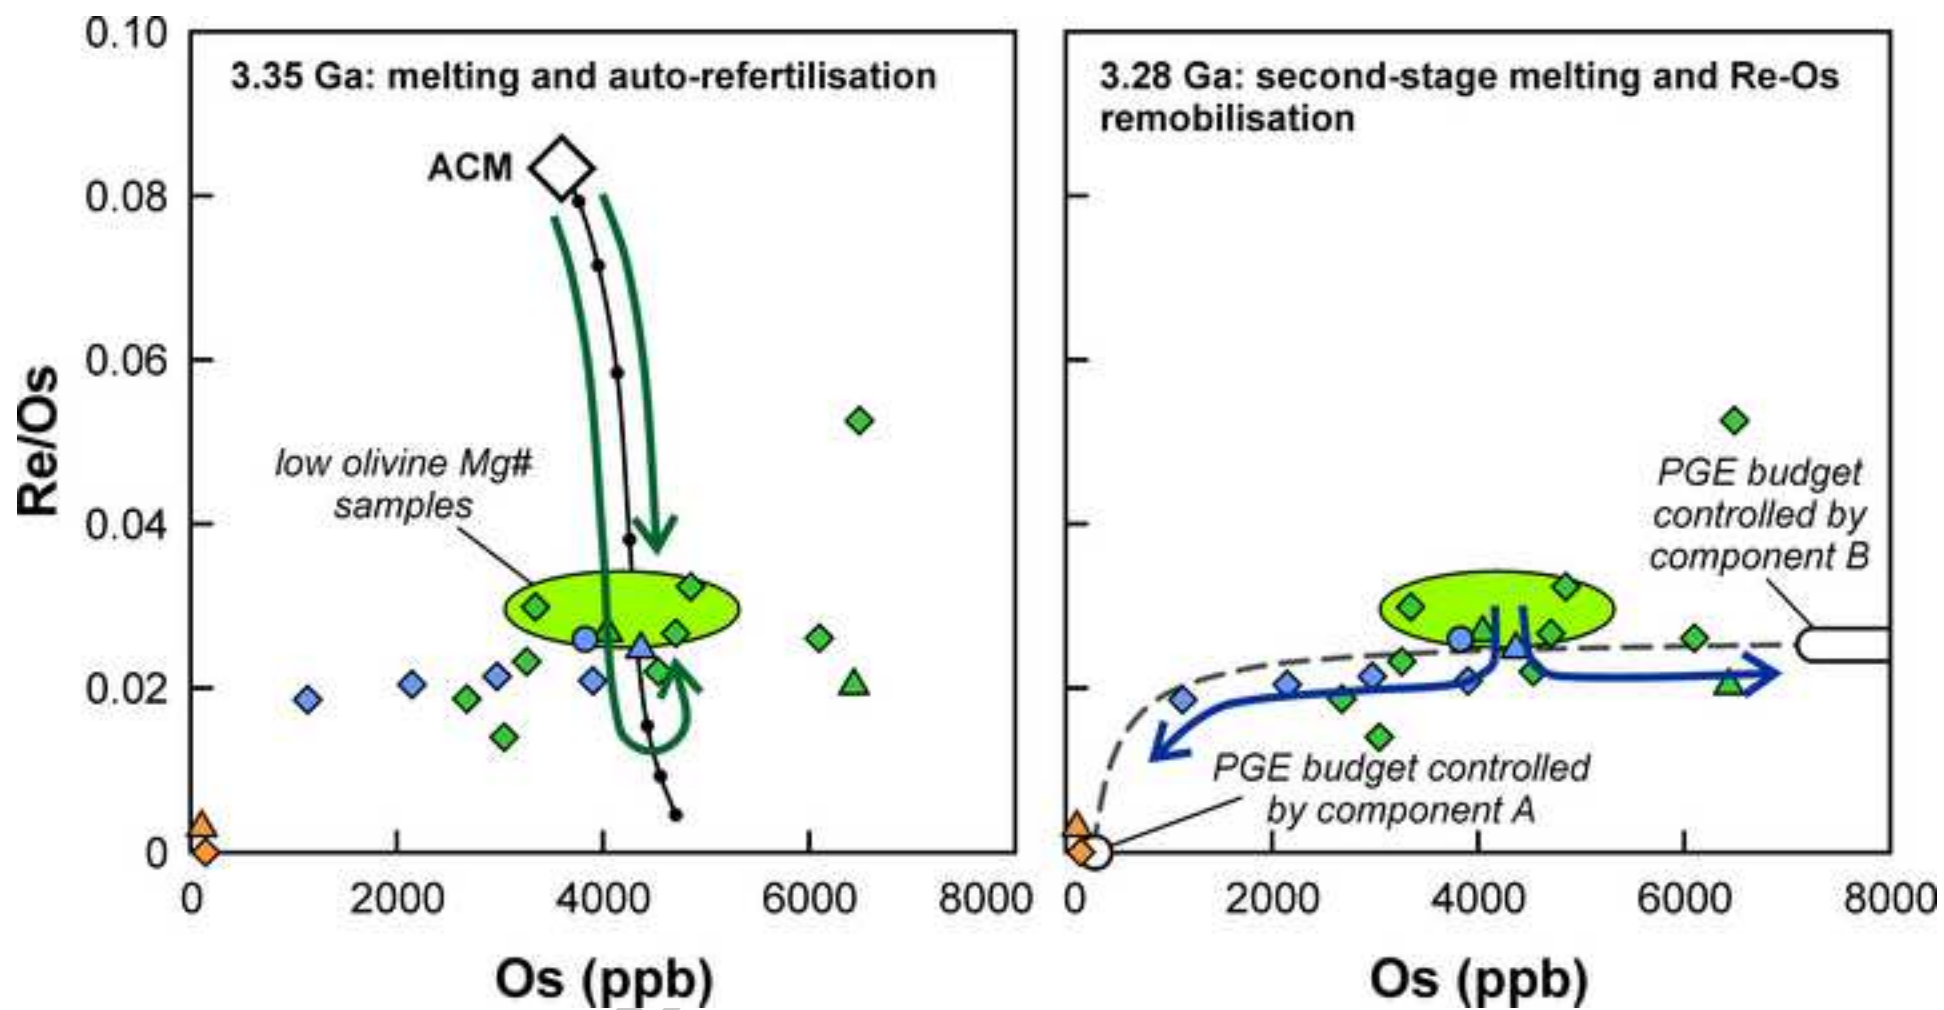 3.35 Ga: melting and auto-refertilisation
ACM
low olivine Mg#
samples
Re/Os
0.10
0.08
0.06
0.04
0.02
0
0
2000
4000
6000
8000
Os (ppb)
3.28 Ga: second-stage melting and Re-Os
remobilisation
PGE budget
controlled by
component B
PGE budget controlled
by component A
0
2000
4000
6000
8000
Os (ppb)